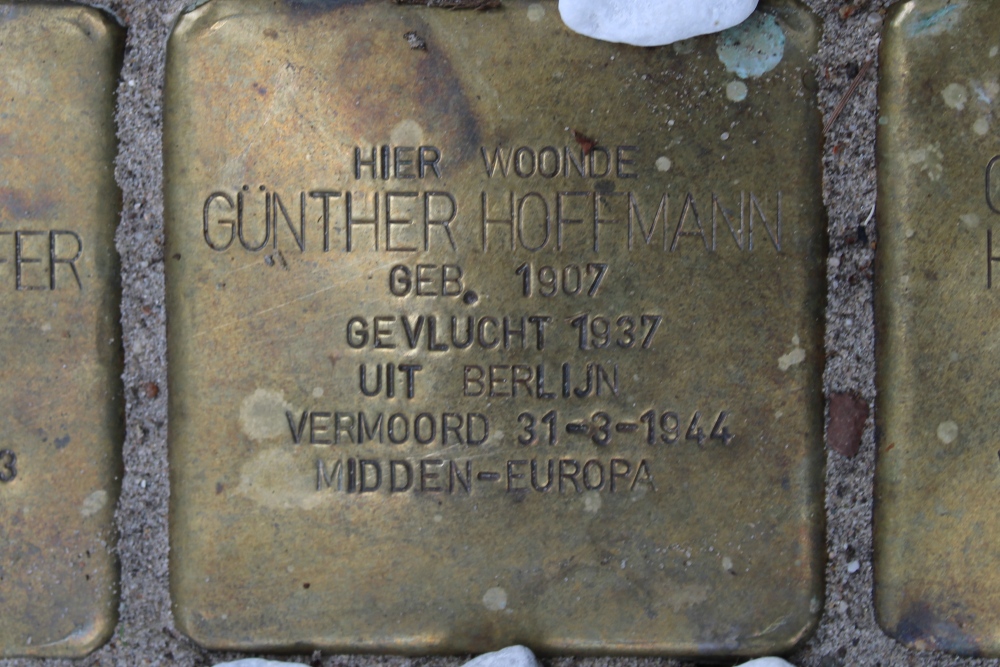 HIER WOONDE
GÜNTHER HOFFMANN
GEB. 1907
GEVLUCHT 1937
UIT BERLIJN
VERMOORD 31-3-1944
MIDDEN-EUROPA